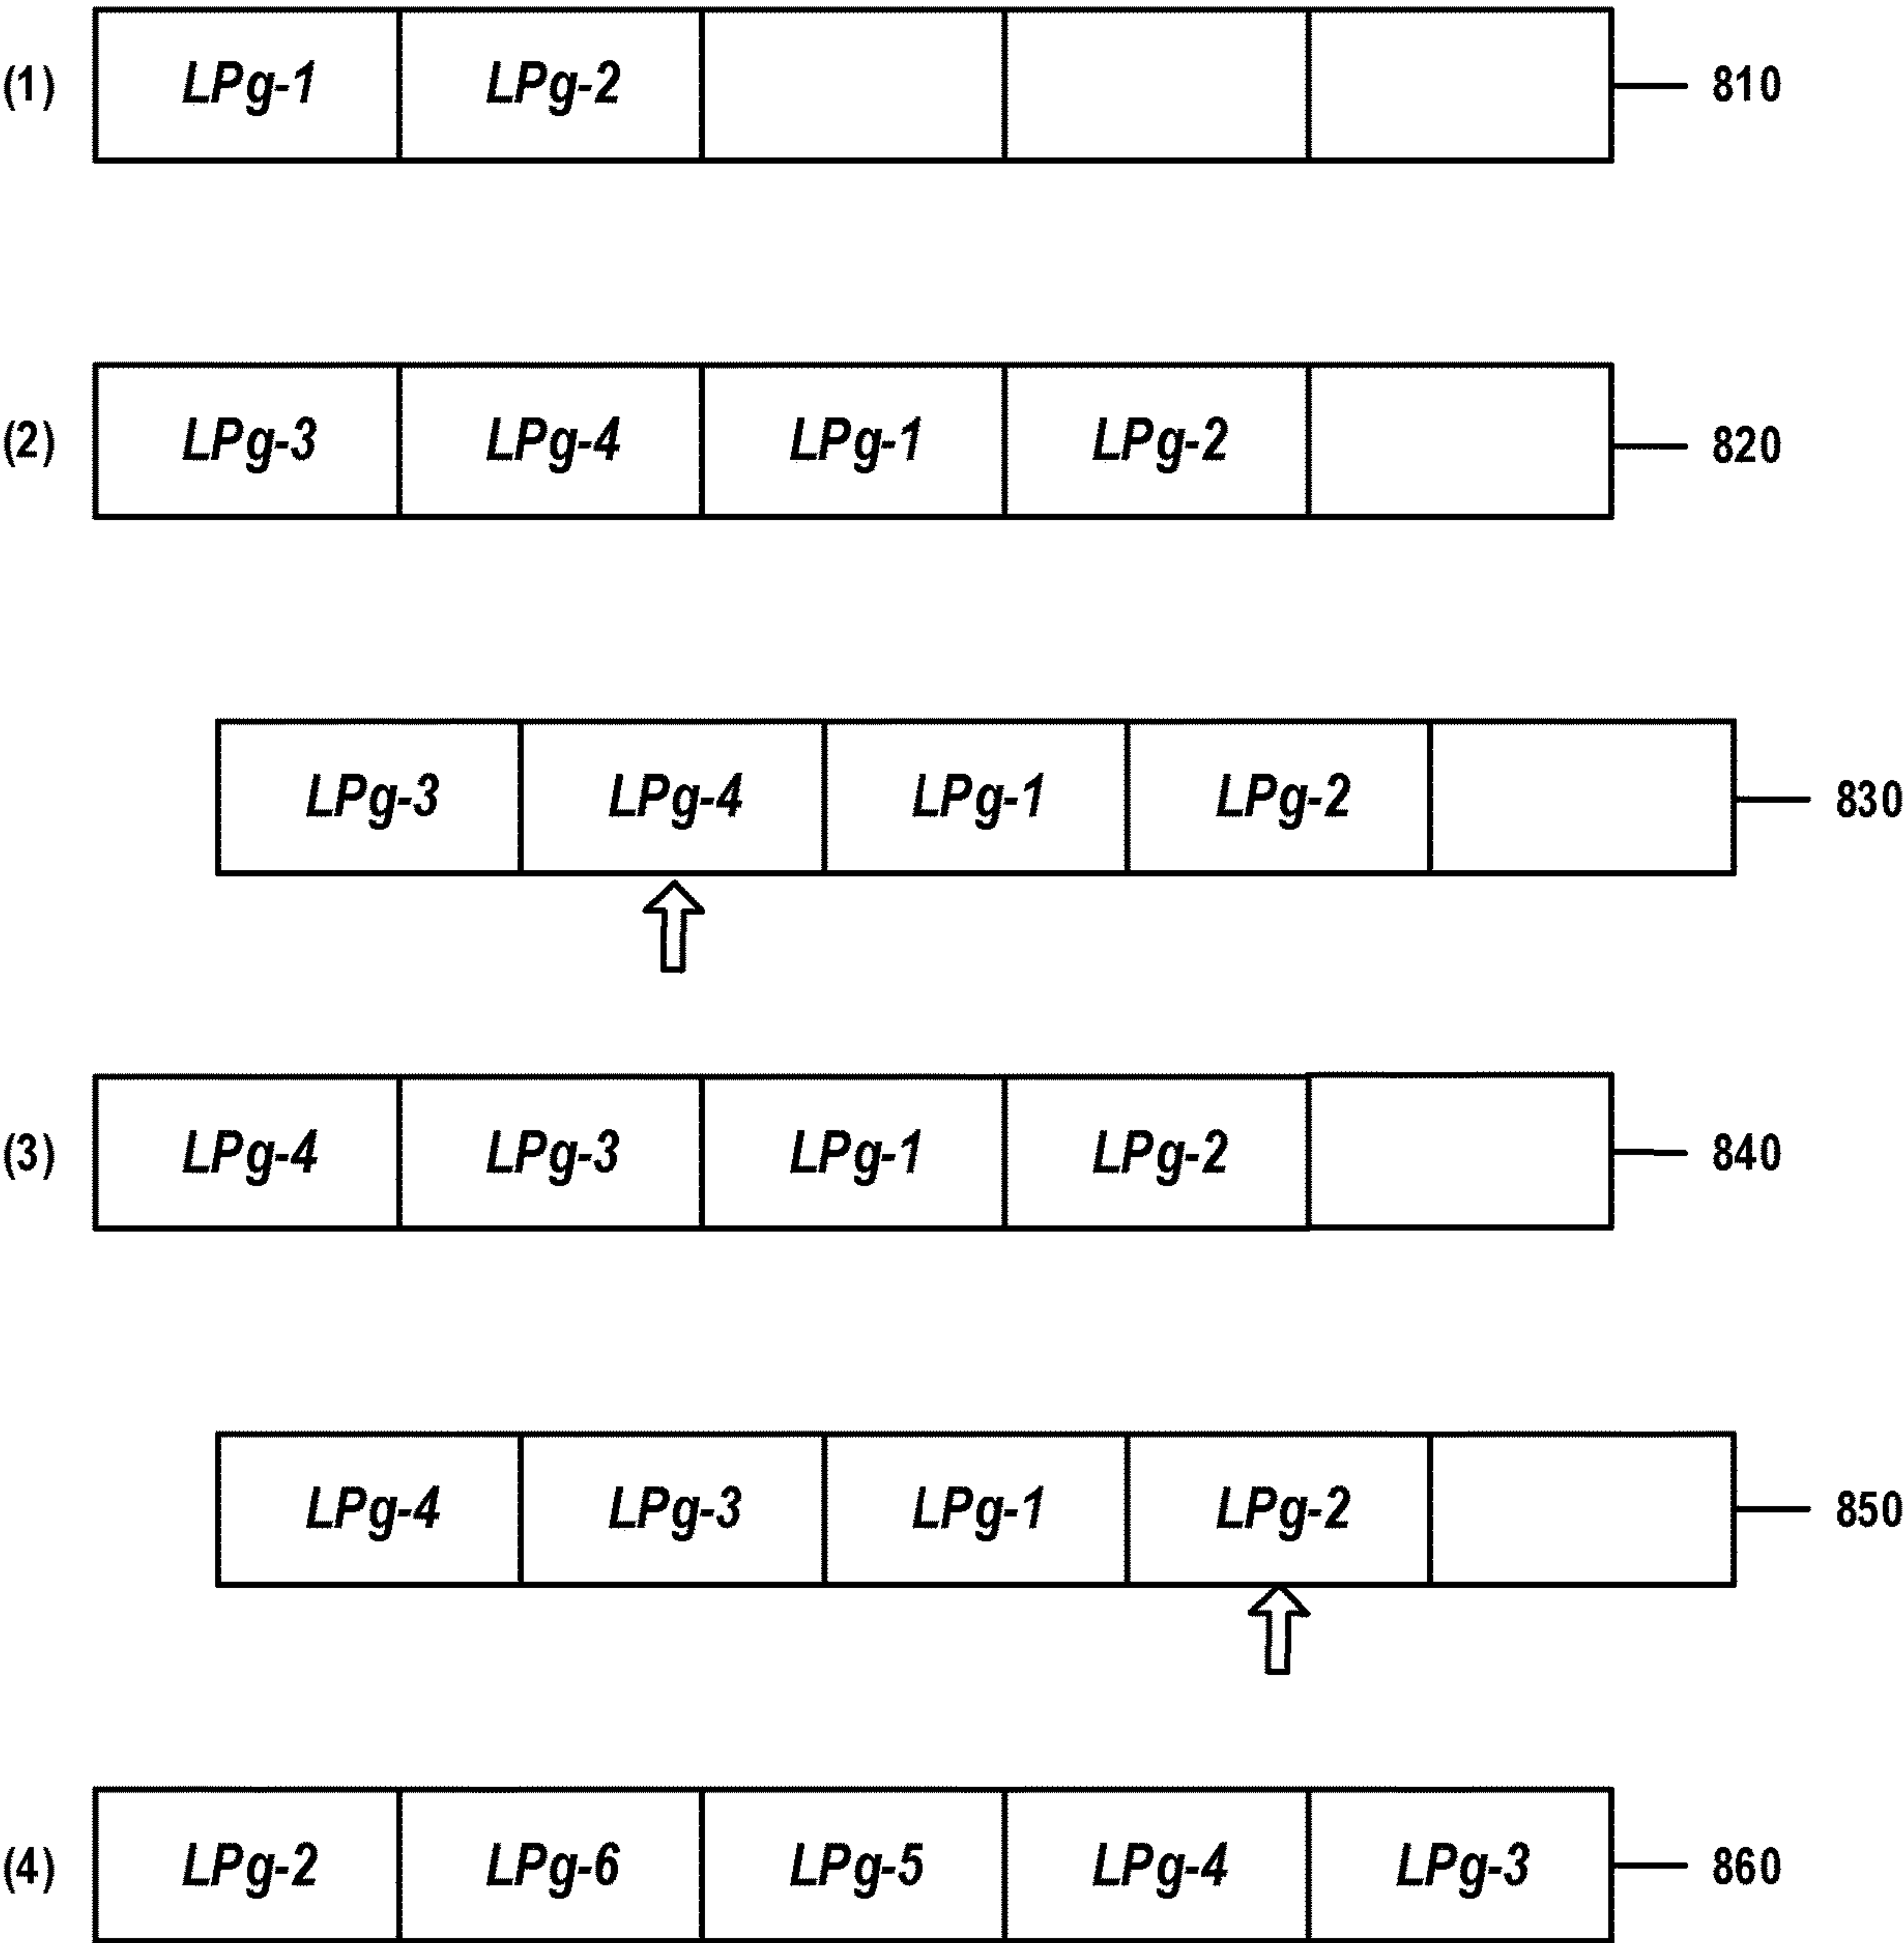 (1) LPg-1 LPg-2 810
(2) LPg-3 LPg-4 LPg-1 LPg-2 820
LPg-3 LPg-4 LPg-1 LPg-2 830
(3) LPg-4 LPg-3 LPg-1 LPg-2 840
LPg-4 LPg-3 LPg-1 LPg-2 850
(4) LPg-2 LPg-6 LPg-5 LPg-4 LPg-3 860